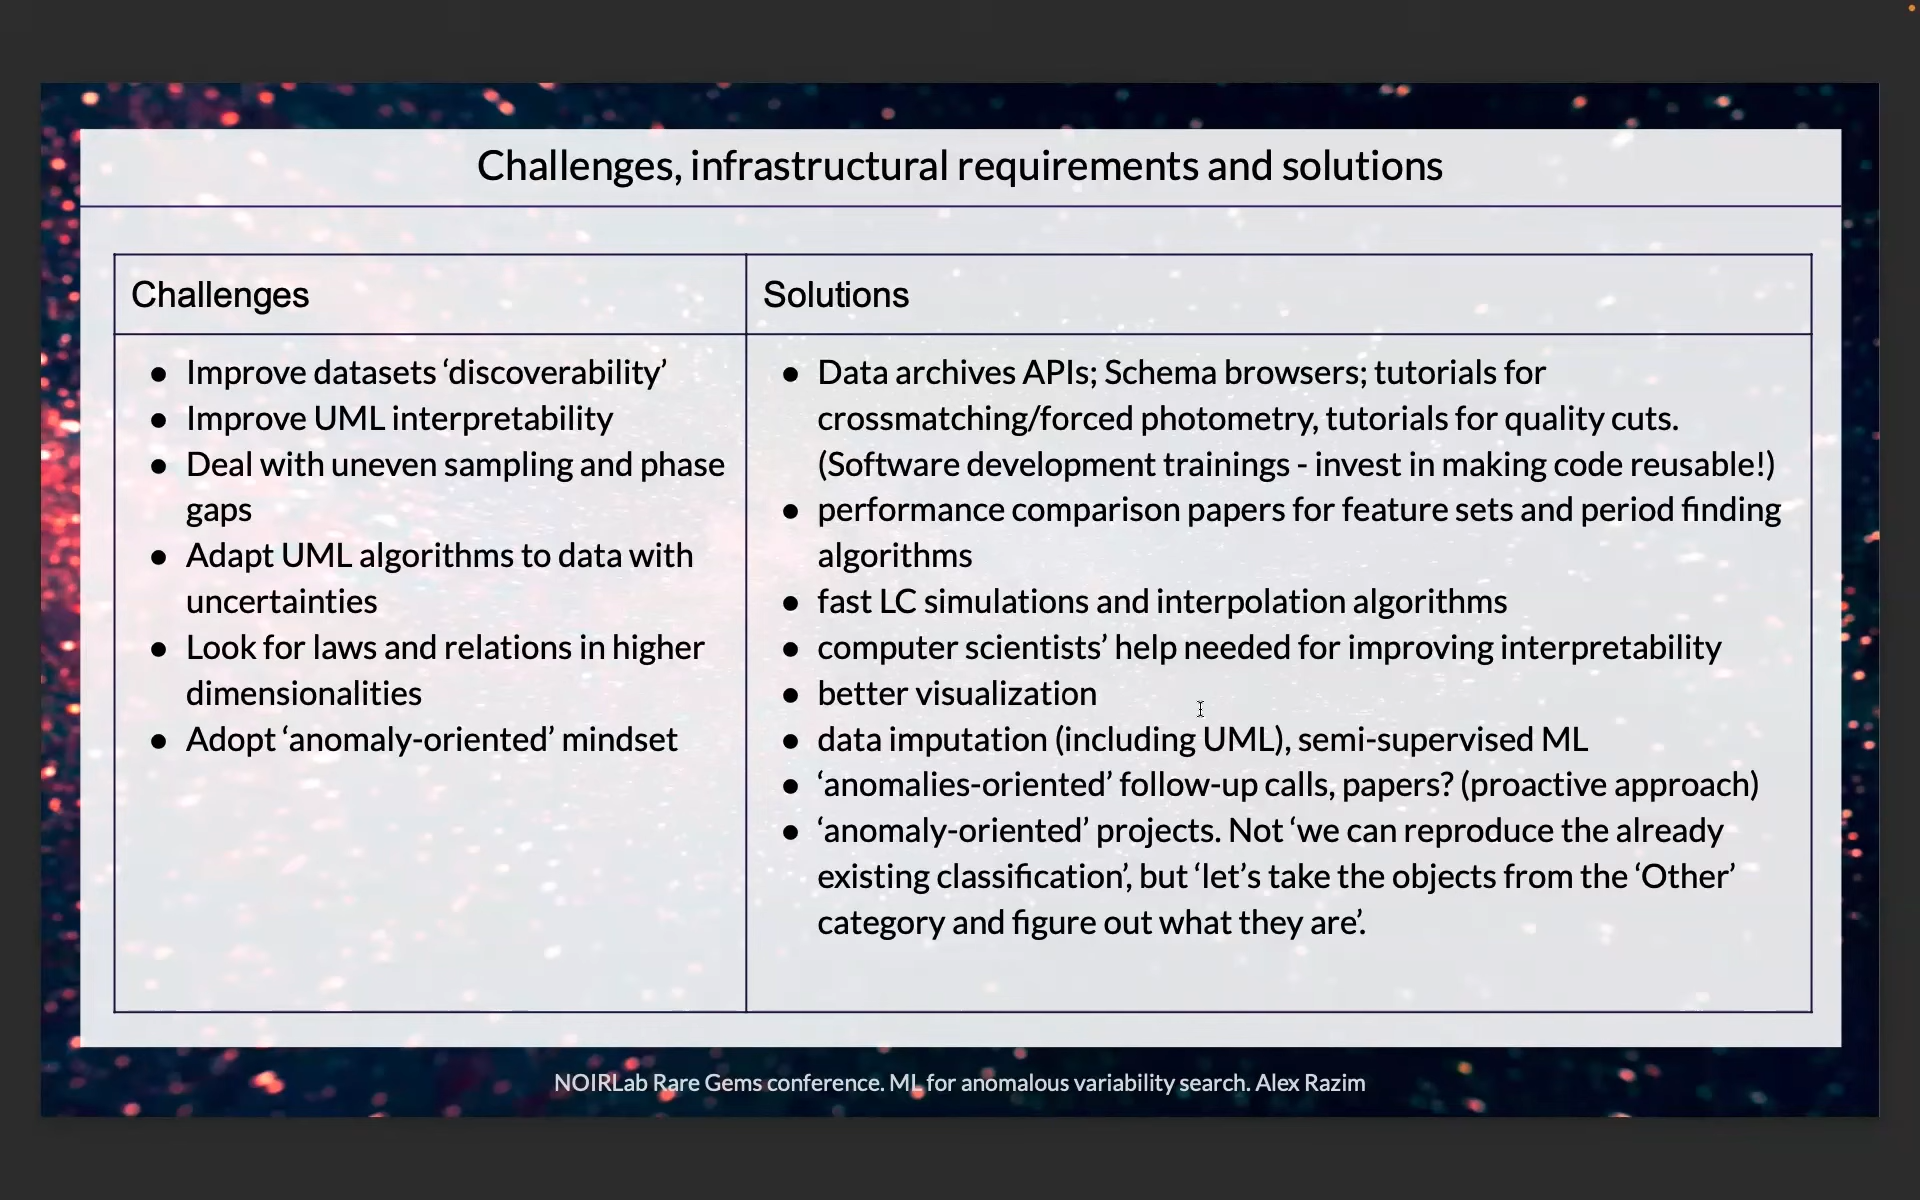 Challenges, infrastructural requirements and solutions
Challenges
● Improve datasets ‘discoverability’
● Improve UML interpretability
● Deal with uneven sampling and phase
gaps
● Adapt UML algorithms to data with
uncertainties
● Look for laws and relations in higher
dimensionalities
● Adopt ‘anomaly-oriented’ mindset
Solutions
● Data archives APIs; Schema browsers; tutorials for
crossmatching/forced photometry, tutorials for quality cuts.
(Software development trainings - invest in making code reusable!)
● performance comparison papers for feature sets and period finding
algorithms
● fast LC simulations and interpolation algorithms
● computer scientists’ help needed for improving interpretability
● better visualization
● data imputation (including UML), semi-supervised ML
● ‘anomalies-oriented’ follow-up calls, papers? (proactive approach)
● ‘anomaly-oriented’ projects. Not ‘we can reproduce the already
existing classification’, but ‘let’s take the objects from the ‘Other’
category and figure out what they are’.
NOIRLab Rare Gems conference. ML for anomalous variability search. Alex Razim